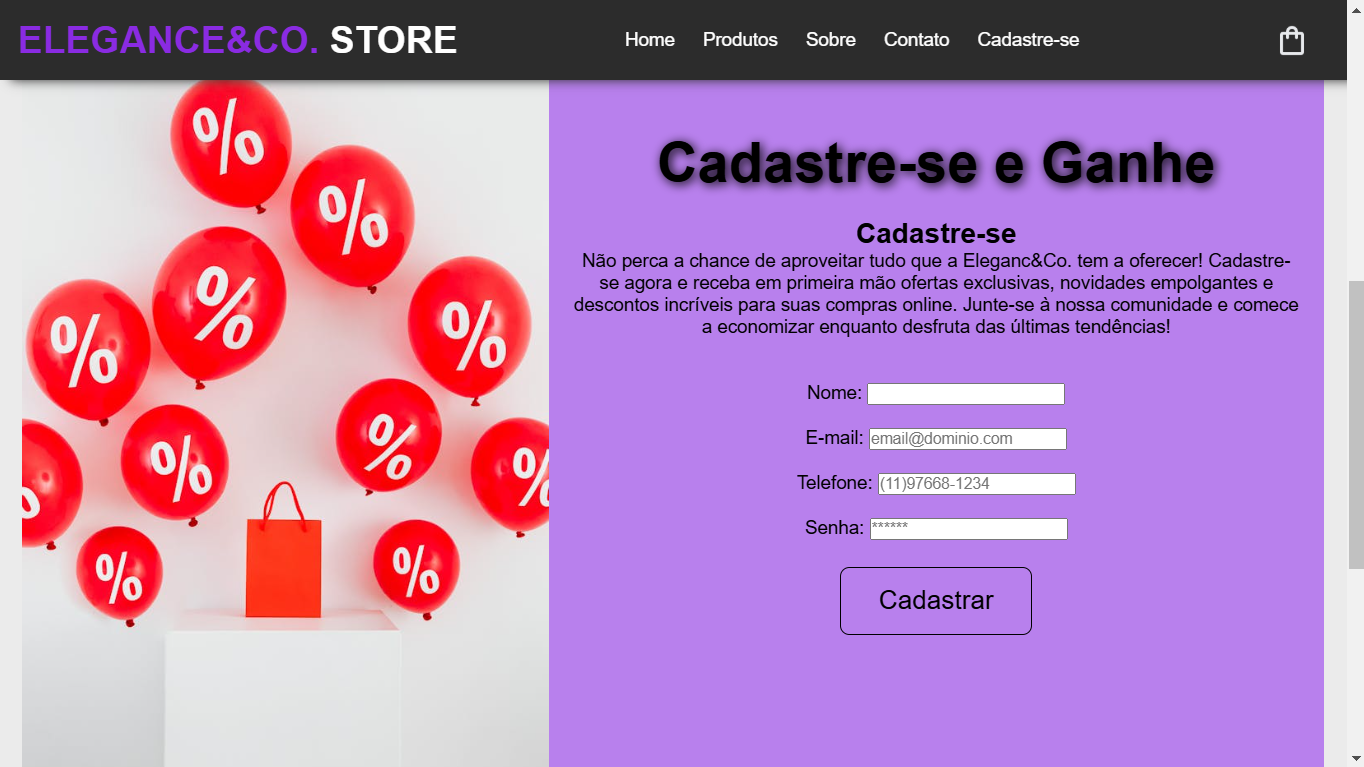 ELEGANCE&CO. STORE
Home Produtos Sobre Contato Cadastre-se
% % % % % % % % % % %
Cadastre-se e Ganhe
Cadastre-se
Não perca a chance de aproveitar tudo que a Eleganc&Co. tem a oferecer! Cadastre-
se agora e receba em primeira mão ofertas exclusivas, novidades empolgantes e
descontos incríveis para suas compras online. Junte-se à nossa comunidade e comece
a economizar enquanto desfruta das últimas tendências!
Nome:
E-mail: email@dominio.com
Telefone: (11)97668-1234
Senha: ******
Cadastrar